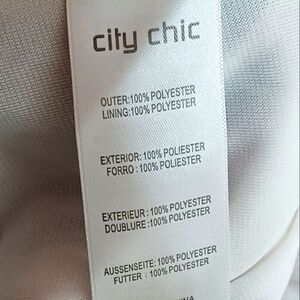 city chic
OUTER:100% POLYESTER
LINING:100% POLYESTER
EXTERIOR: 100% POLIESTER
FORRO : 100% POLIESTER
EXTERIEUR : 100% POLYESTER
DOUBLURE :100% POLYESTER
AUSSENSEITE: 100% POLYESTER
FUTTER : 100% POLYESTER